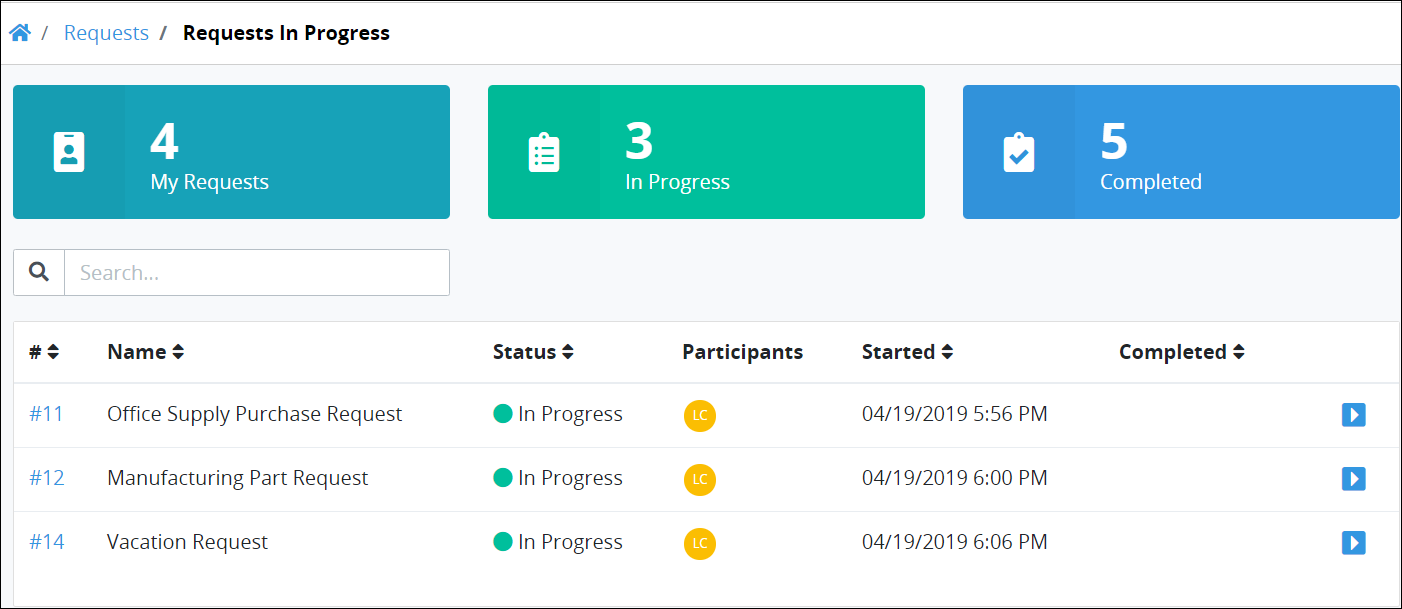 / Requests / Requests In Progress
4
My Requests
3
In Progress
5
Completed
Search...
# Name Status Participants Started Completed
#11 Office Supply Purchase Request In Progress LC 04/19/2019 5:56 PM
#12 Manufacturing Part Request In Progress LC 04/19/2019 6:00 PM
#14 Vacation Request In Progress LC 04/19/2019 6:06 PM